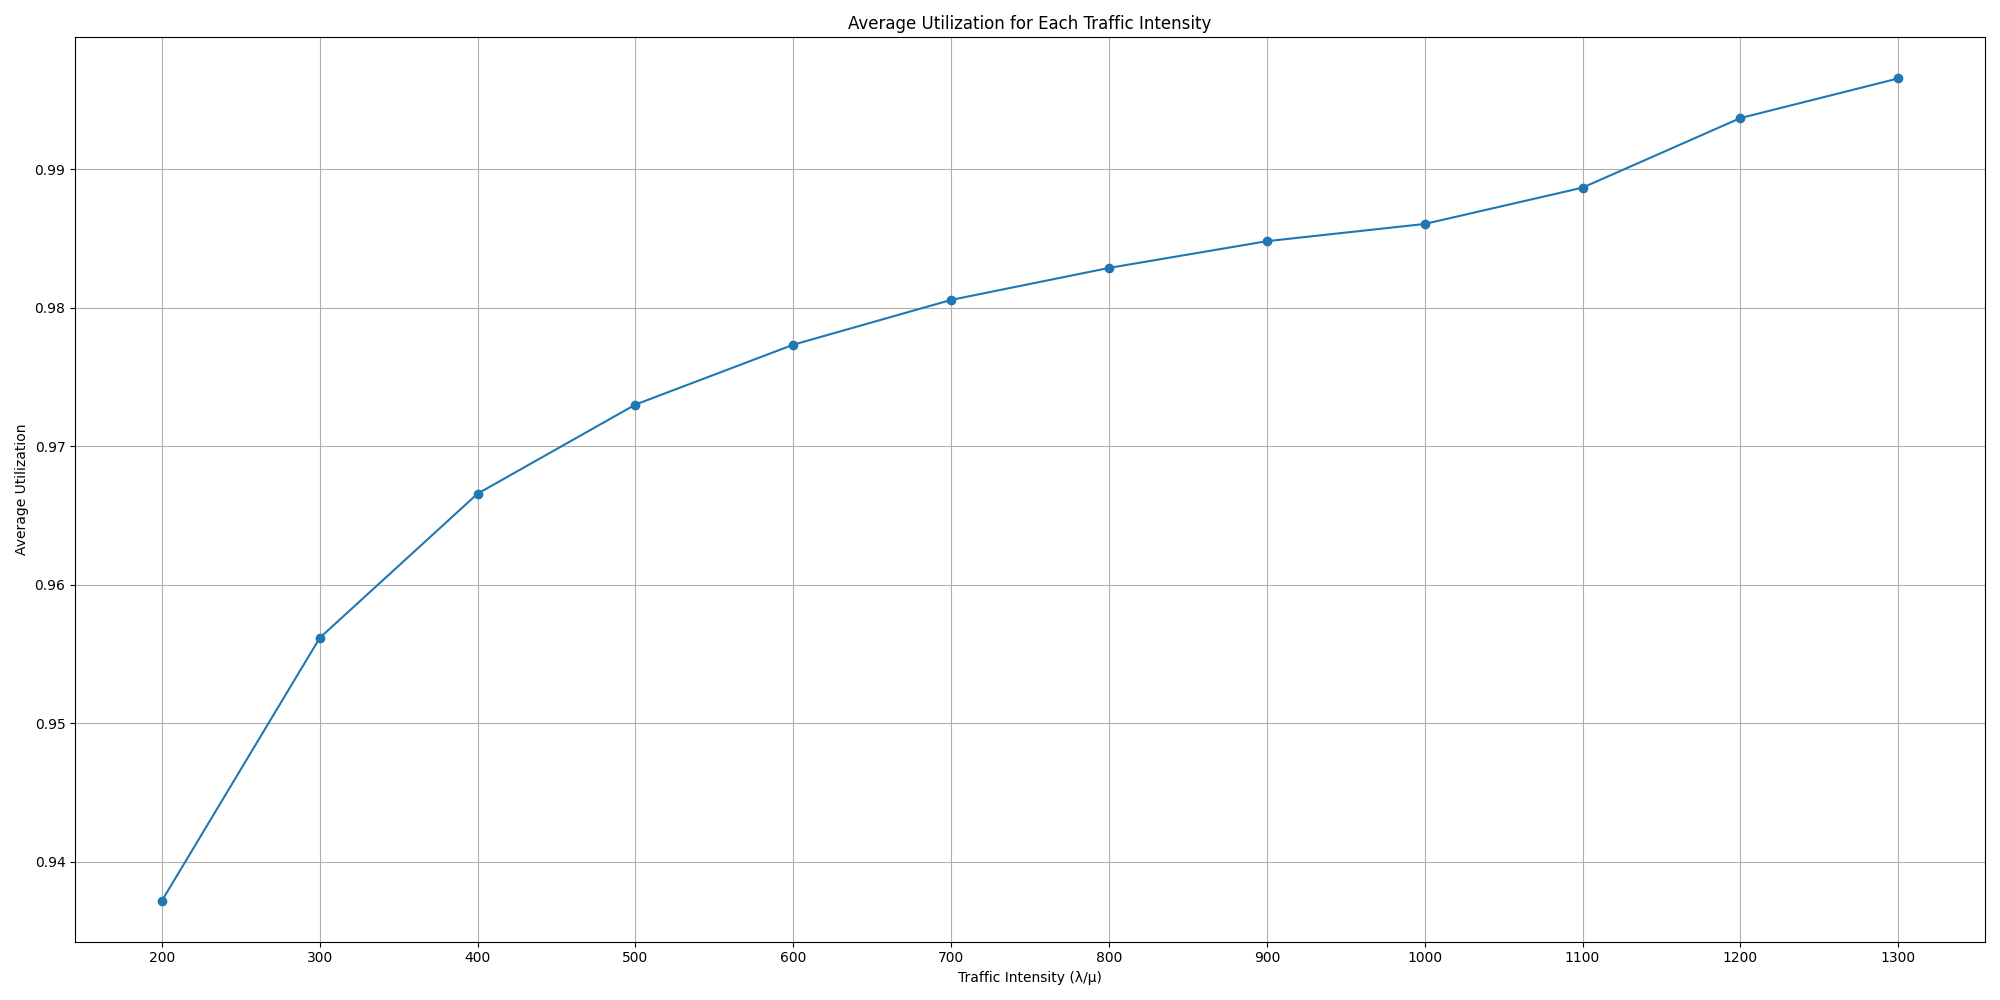 Average Utilization for Each Traffic Intensity
Average Utilization
0.99
0.98
0.97
0.96
0.95
0.94
200 300 400 500 600 700 800 900 1000 1100 1200 1300
Traffic Intensity (λ/μ)